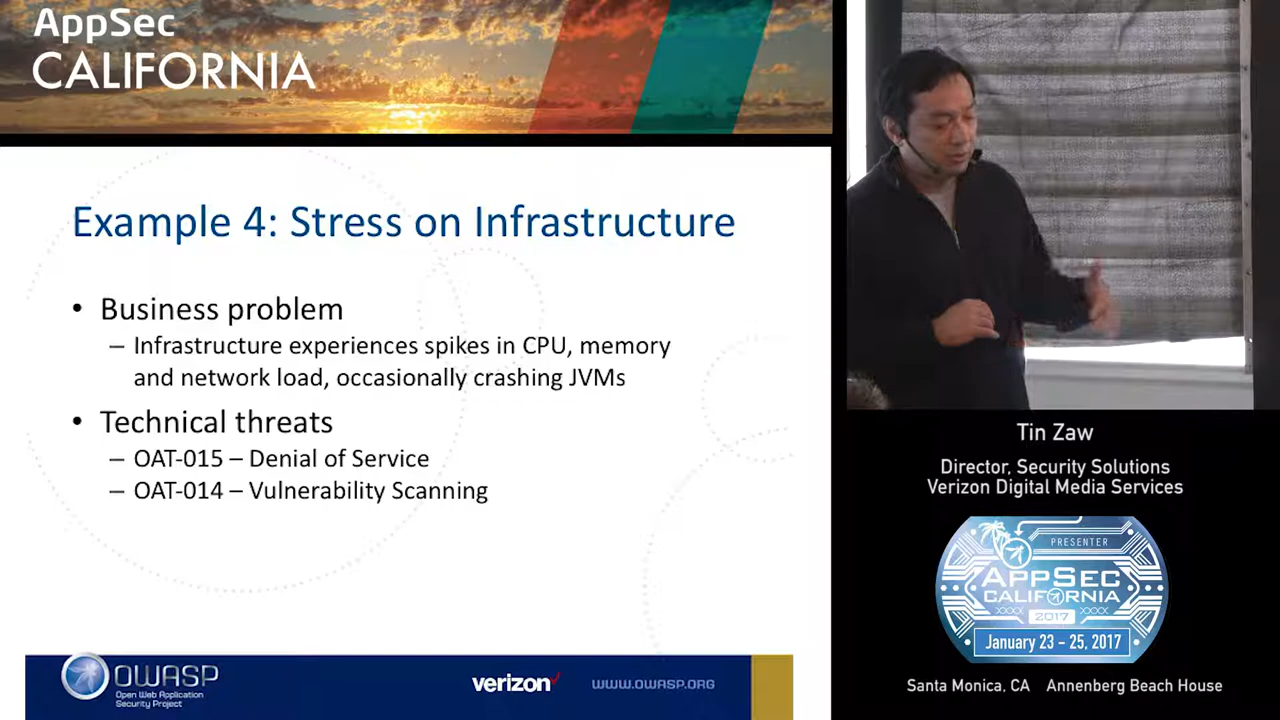 AppSec
CALIFORNIA
Example 4: Stress on Infrastructure
• Business problem
– Infrastructure experiences spikes in CPU, memory
and network load, occasionally crashing JVMs
• Technical threats
– OAT-015 – Denial of Service
– OAT-014 – Vulnerability Scanning
OWASP
Open Web Application
Security Project
verizon
WWW.OWASP.ORG
Tin Zaw
Director, Security Solutions
Verizon Digital Media Services
PRESENTER
APPSEC
CALIFORNIA
XXXX 2017 XXXX
January 23 – 25, 2017
Santa Monica, CA Annenberg Beach House